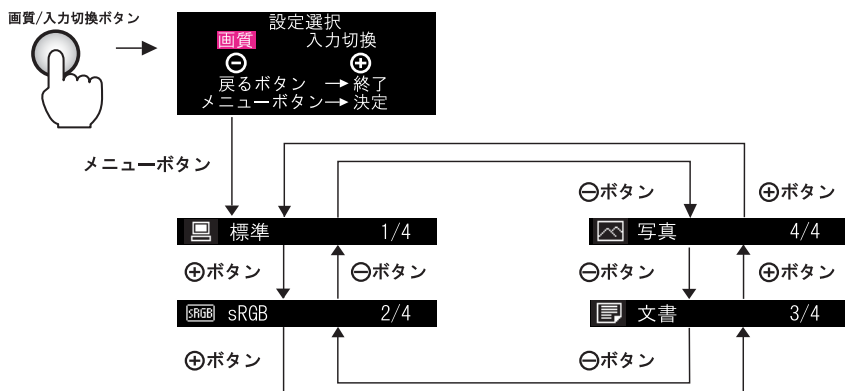 画質/入力切換ボタン
設定選択
画質 入力切換
⊖ ⊕
戻るボタン → 終了
メニューボタン → 決定
メニューボタン
⊖ボタン ⊕ボタン
標準 1/4
写真 4/4
⊕ボタン ⊖ボタン
⊖ボタン ⊕ボタン
sRGB sRGB 2/4
文書 3/4
⊕ボタン
⊖ボタン